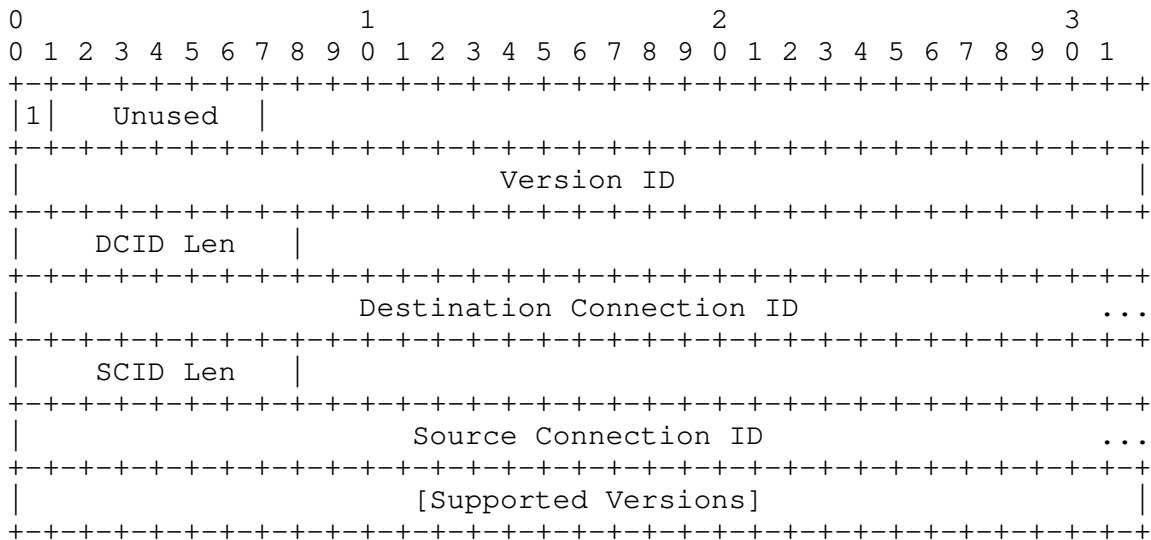 0                   1                   2                   3
0 1 2 3 4 5 6 7 8 9 0 1 2 3 4 5 6 7 8 9 0 1 2 3 4 5 6 7 8 9 0 1
+-+-+-+-+-+-+-+-+-+-+-+-+-+-+-+-+-+-+-+-+-+-+-+-+-+-+-+-+-+-+-+-+
|1|   Unused  |
+-+-+-+-+-+-+-+-+-+-+-+-+-+-+-+-+-+-+-+-+-+-+-+-+-+-+-+-+-+-+-+-+
|                           Version ID                          |
+-+-+-+-+-+-+-+-+-+-+-+-+-+-+-+-+-+-+-+-+-+-+-+-+-+-+-+-+-+-+-+-+
|    DCID Len   |
+-+-+-+-+-+-+-+-+-+-+-+-+-+-+-+-+-+-+-+-+-+-+-+-+-+-+-+-+-+-+-+-+
|                   Destination Connection ID                 ...
+-+-+-+-+-+-+-+-+-+-+-+-+-+-+-+-+-+-+-+-+-+-+-+-+-+-+-+-+-+-+-+-+
|    SCID Len   |
+-+-+-+-+-+-+-+-+-+-+-+-+-+-+-+-+-+-+-+-+-+-+-+-+-+-+-+-+-+-+-+-+
|                      Source Connection ID                   ...
+-+-+-+-+-+-+-+-+-+-+-+-+-+-+-+-+-+-+-+-+-+-+-+-+-+-+-+-+-+-+-+-+
|                      [Supported Versions]                     |
+-+-+-+-+-+-+-+-+-+-+-+-+-+-+-+-+-+-+-+-+-+-+-+-+-+-+-+-+-+-+-+-+